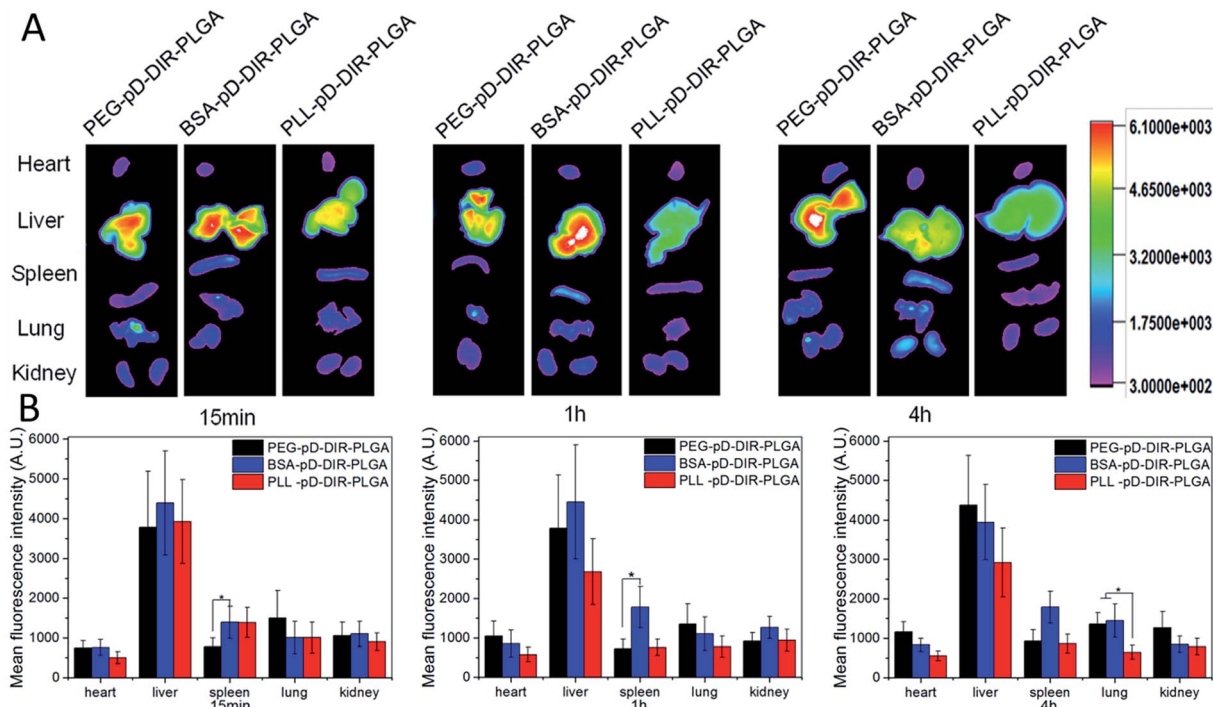 A
PEG-pD-DIR-PLGA
BSA-pD-DIR-PLGA
PLL-pD-DIR-PLGA
PEG-pD-DIR-PLGA
BSA-pD-DIR-PLGA
PLL-pD-DIR-PLGA
PEG-pD-DIR-PLGA
BSA-pD-DIR-PLGA
PLL-pD-DIR-PLGA
Heart
Liver
Spleen
Lung
Kidney
6.1000e+003
4.6500e+003
3.2000e+003
1.7500e+003
3.0000e+002
15min
1h
4h
B
Mean fluorescence intensity (A.U.)
6000
5000
4000
3000
2000
1000
0
PEG-pD-DIR-PLGA
BSA-pD-DIR-PLGA
PLL -pD-DIR-PLGA
*
heart liver spleen lung kidney
15min
Mean fluorescence intensity (A.U.)
6000
5000
4000
3000
2000
1000
0
PEG-pD-DIR-PLGA
BSA-pD-DIR-PLGA
PLL -pD-DIR-PLGA
*
heart liver spleen lung kidney
1h
Mean fluorescence intensity (A.U.)
6000
5000
4000
3000
2000
1000
0
PEG-pD-DIR-PLGA
BSA-pD-DIR-PLGA
PLL -pD-DIR-PLGA
*
heart liver spleen lung kidney
4h